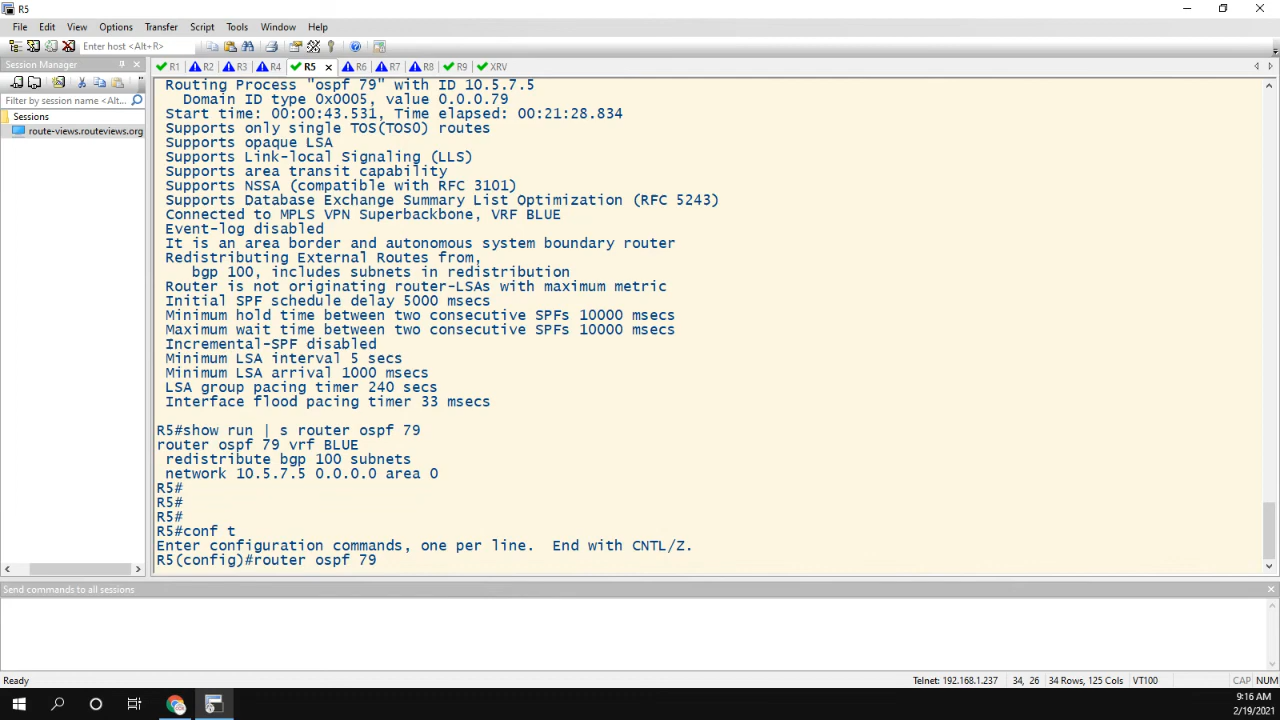 R5
File Edit View Options Transfer Script Tools Window Help
Enter host <Alt+R>
Session Manager
R1 R2 R3 R4 R5 R6 R7 R8 R9 XRV
Filter by session name <Alt...
Sessions
route-views.routeviews.org
Routing Process "ospf 79" with ID 10.5.7.5
Domain ID type 0x0005, value 0.0.0.79
Start time: 00:00:43.531, Time elapsed: 00:21:28.834
Supports only single TOS(TOS0) routes
Supports opaque LSA
Supports Link-local Signaling (LLS)
Supports area transit capability
Supports NSSA (compatible with RFC 3101)
Supports Database Exchange Summary List Optimization (RFC 5243)
Connected to MPLS VPN Superbackbone, VRF BLUE
Event-log disabled
It is an area border and autonomous system boundary router
Redistributing External Routes from,
bgp 100, includes subnets in redistribution
Router is not originating router-LSAs with maximum metric
Initial SPF schedule delay 5000 msecs
Minimum hold time between two consecutive SPFs 10000 msecs
Maximum wait time between two consecutive SPFs 10000 msecs
Incremental-SPF disabled
Minimum LSA interval 5 secs
Minimum LSA arrival 1000 msecs
LSA group pacing timer 240 secs
Interface flood pacing timer 33 msecs
R5#show run | s router ospf 79
router ospf 79 vrf BLUE
redistribute bgp 100 subnets
network 10.5.7.5 0.0.0.0 area 0
R5#
R5#
R5#
R5#conf t
Enter configuration commands, one per line. End with CNTL/Z.
R5(config)#router ospf 79
Send commands to all sessions
Ready
Telnet: 192.168.1.237 34, 26 34 Rows, 125 Cols VT100 CAP NUM
9:16 AM
2/19/2021